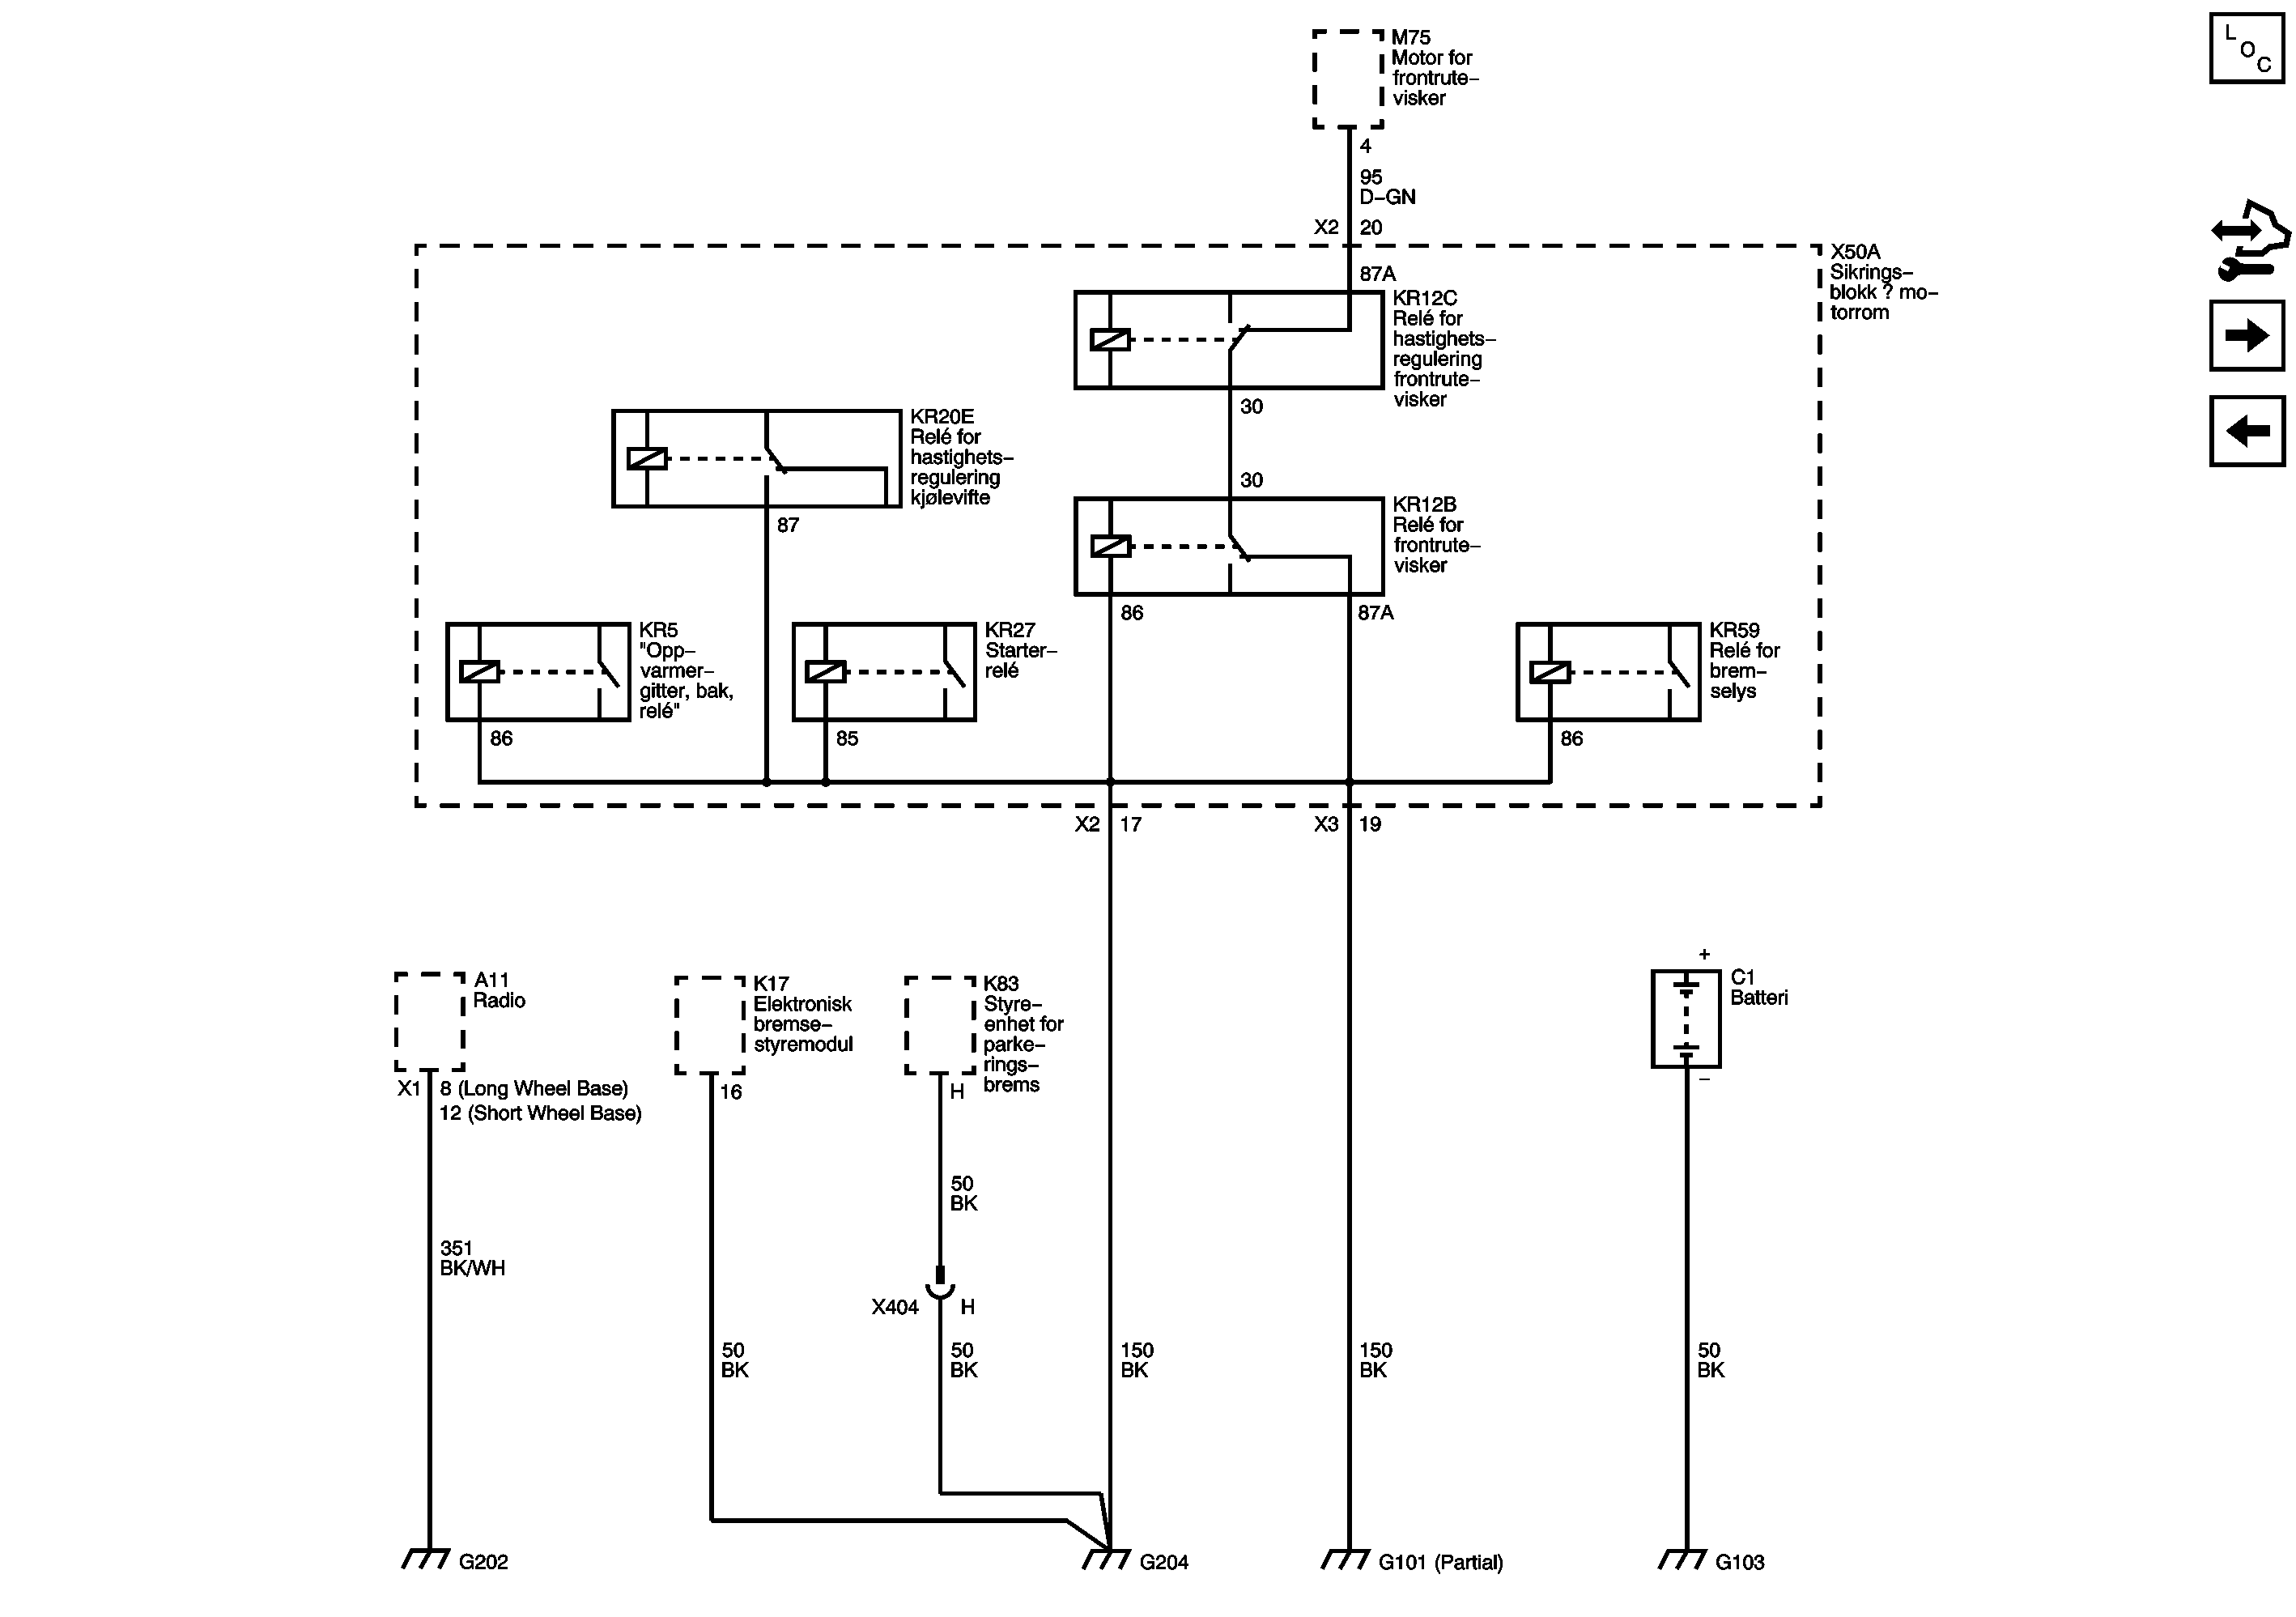 L
O
C
M75
Motor for
frontrute–
visker
4
95
D–GN
X2 20
X50A
Sikrings–
blokk ? mo–
torrom
87A
KR12C
Relé for
hastighets–
regulering
frontrute–
visker
30
KR20E
Relé for
hastighets–
regulering
kjølevifte
87
30
KR12B
Relé for
frontrute–
visker
86
87A
KR5
"Opp–
varmer–
gitter, bak,
relé"
86
KR27
Starter–
relé
85
KR59
Relé for
brem–
selys
86
X2 17
X3 19
A11
Radio
X1 8 (Long Wheel Base)
12 (Short Wheel Base)
K17
Elektronisk
bremse–
styremodul
16
K83
Styre–
enhet for
parke–
rings–
brems
H
+
C1
Batteri
–
50
BK
351
BK/WH
X404 H
50
BK
50
BK
150
BK
150
BK
50
BK
G202
G204
G101 (Partial)
G103